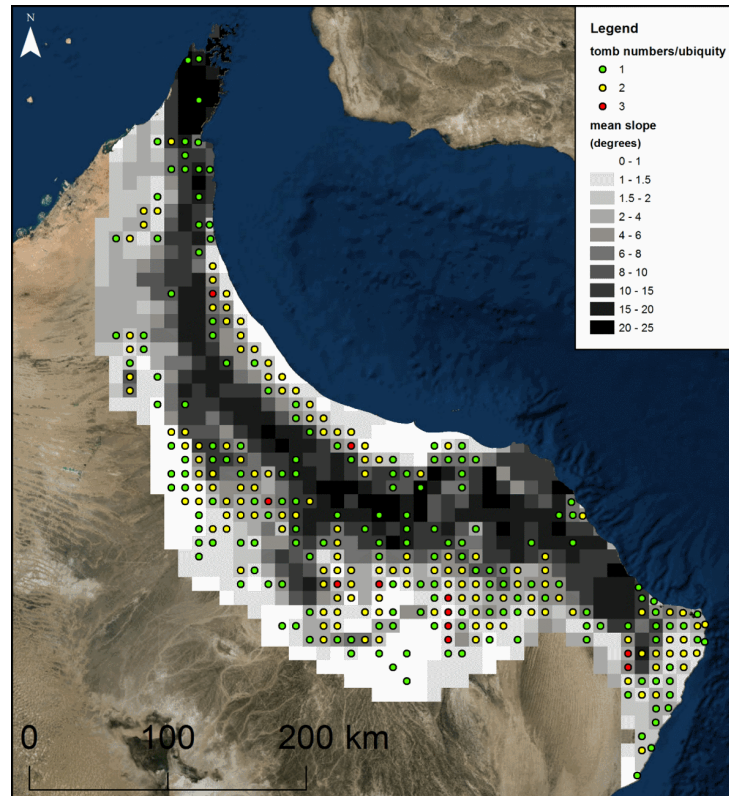 N
Legend
tomb numbers/ubiquity
1
2
3
mean slope
(degrees)
0 - 1
1 - 1.5
1.5 - 2
2 - 4
4 - 6
6 - 8
8 - 10
10 - 15
15 - 20
20 - 25
0 100 200 km